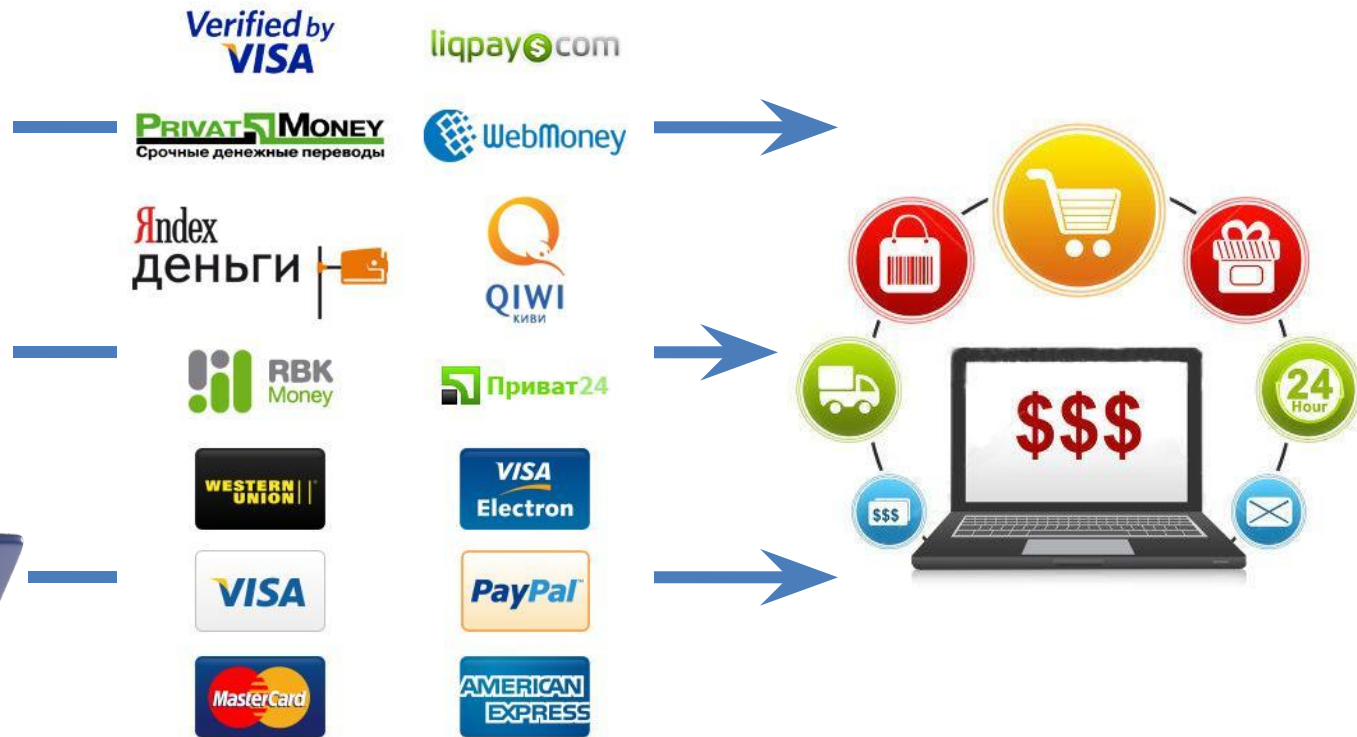 Verified by
VISA
liqpay$com
PRIVAT MONEY
Срочные денежные переводы
WebMoney
Яndex
деньги
QIWI
КИВИ
RBK
Money
Приват24
WESTERN
UNION
VISA
Electron
VISA
PayPal™
MasterCard
AMERICAN
EXPRESS
24
Hour
$$$
$$$